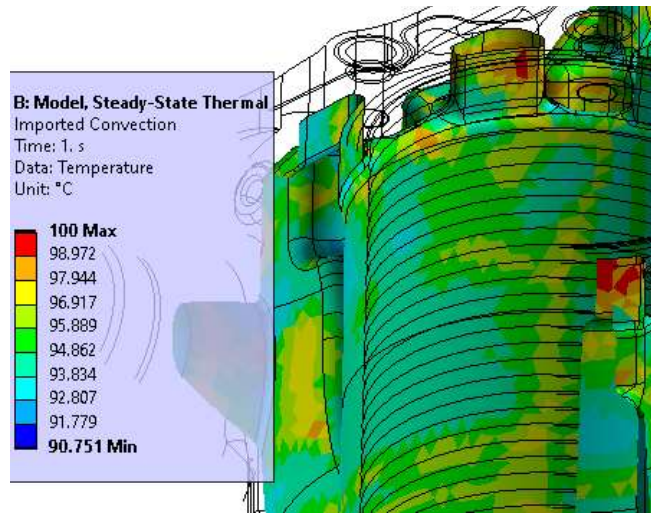 B: Model, Steady-State Thermal
Imported Convection
Time: 1. s
Data: Temperature
Unit: °C
100 Max
98.972
97.944
96.917
95.889
94.862
93.834
92.807
91.779
90.751 Min